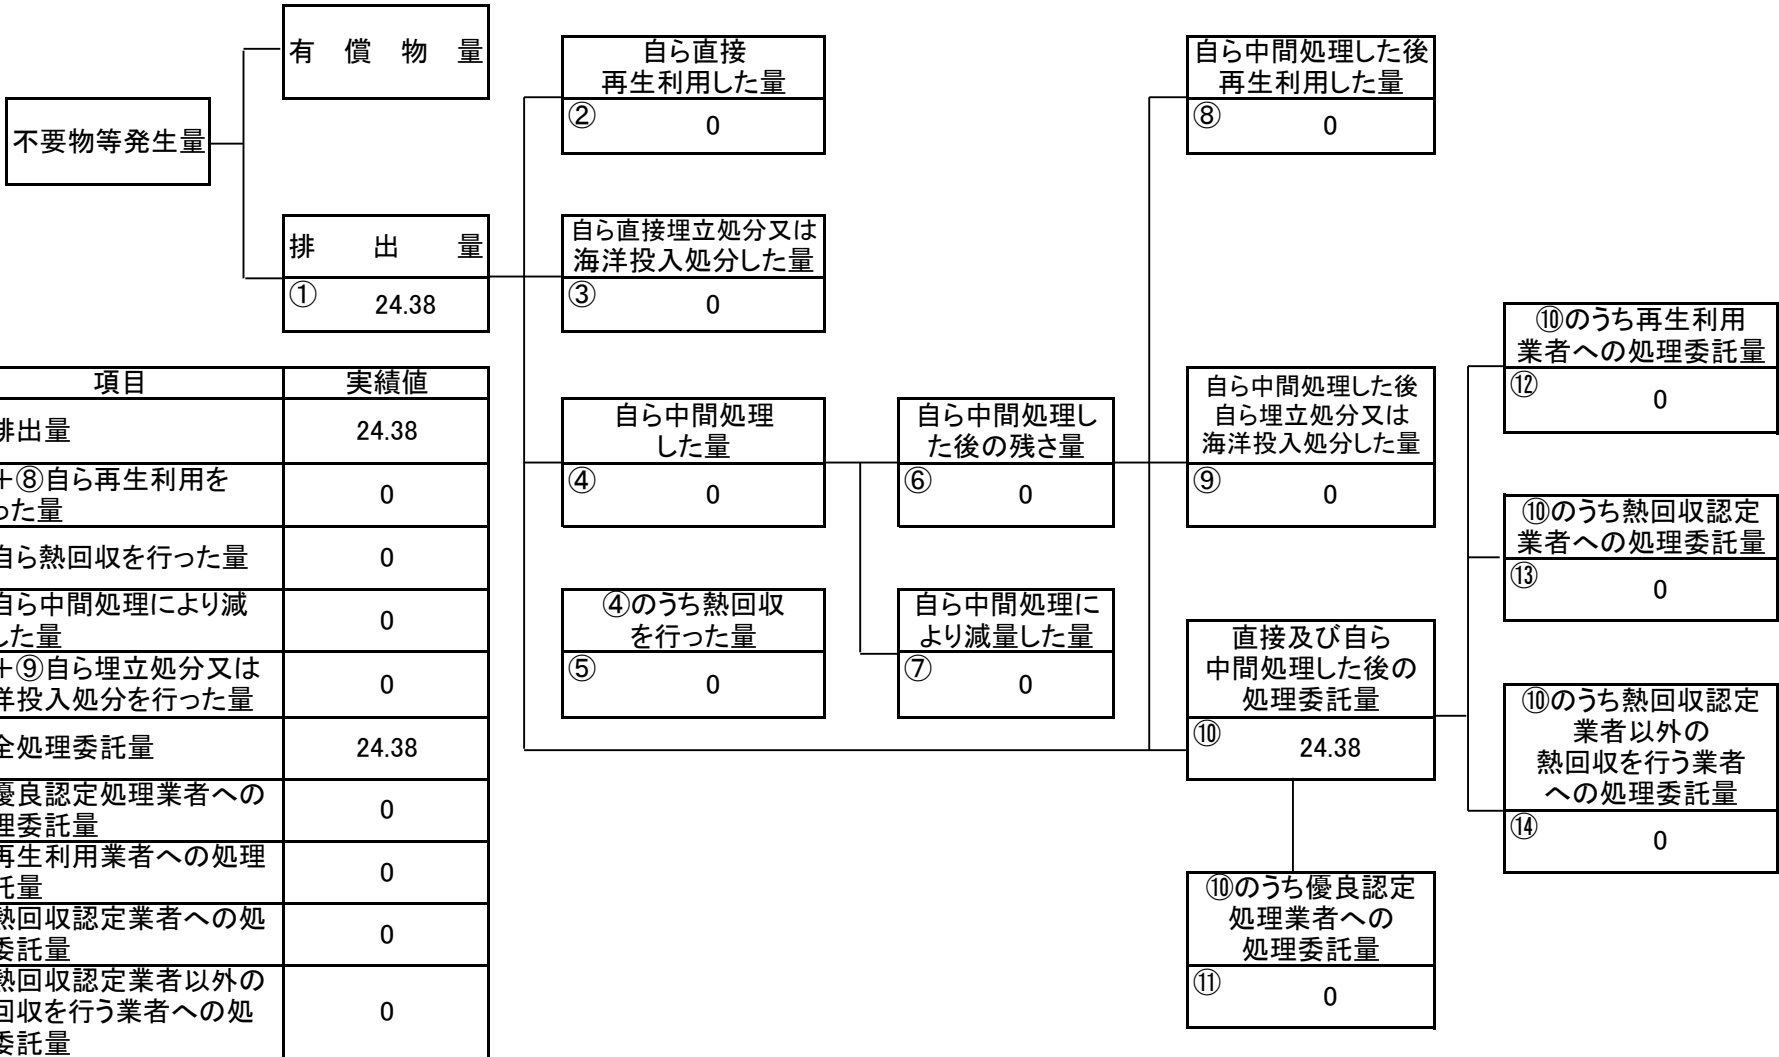 有償物量
不要物等発生量
排出量
①
24.38
自ら直接
再生利用した量
②
0
自ら直接埋立処分又は
海洋投入処分した量
③
0
自ら中間処理
した量
④
0
④のうち熱回収
を行った量
⑤
0
自ら中間処理し
た後の残さ量
⑥
0
自ら中間処理に
より減量した量
⑦
0
自ら中間処理した後
再生利用した量
⑧
0
自ら中間処理した後
自ら埋立処分又は
海洋投入処分した量
⑨
0
直接及び自ら
中間処理した後の
処理委託量
⑩
24.38
⑩のうち優良認定
処理業者への
処理委託量
⑪
0
⑩のうち再生利用
業者への処理委託量
⑫
0
⑩のうち熱回収認定
業者への処理委託量
⑬
0
⑩のうち熱回収認定
業者以外の
熱回収を行う業者
への処理委託量
⑭
0
項目 実績値
排出量
24.38
+⑧自ら再生利用を
った量
0
自ら熱回収を行った量
0
自ら中間処理により減
した量
0
+⑨自ら埋立処分又は
洋投入処分を行った量
0
全処理委託量
24.38
優良認定処理業者への
理委託量
0
再生利用業者への処理
託量
0
熱回収認定業者への処
委託量
0
熱回収認定業者以外の
回収を行う業者への処
委託量
0